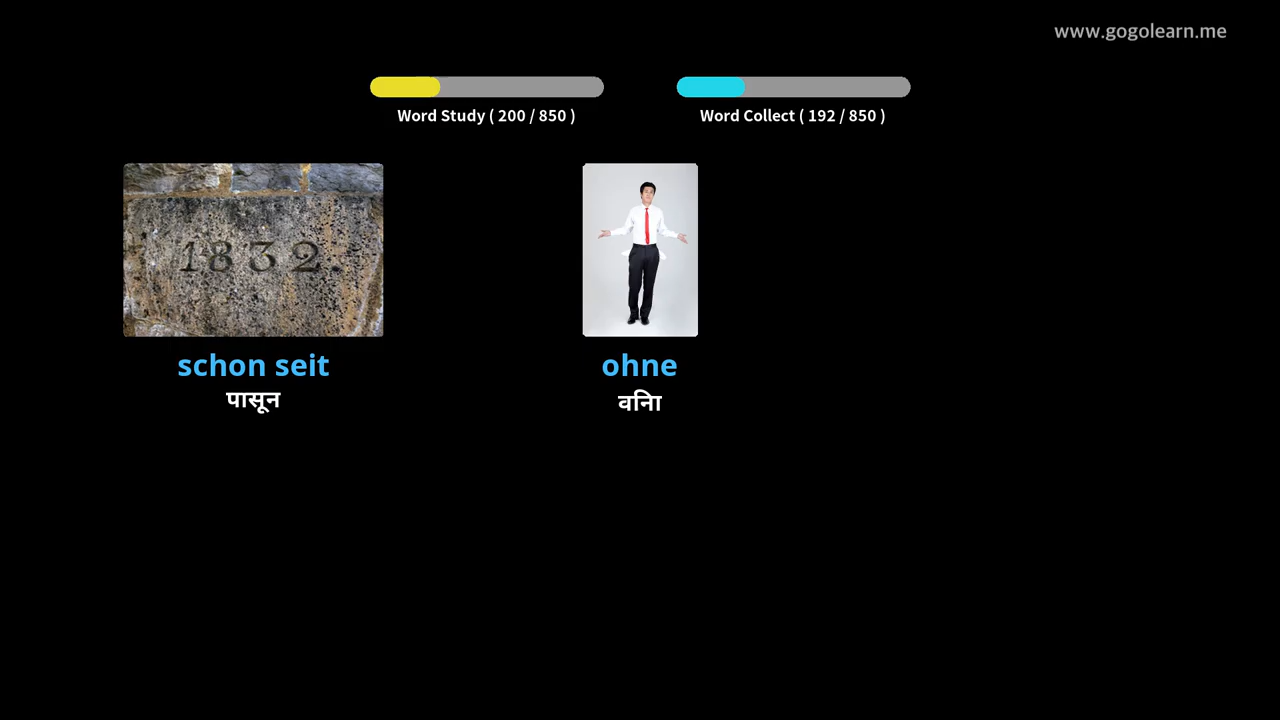 www.gogolearn.me
Word Study ( 200 / 850 )
Word Collect ( 192 / 850 )
1832
schon seit
ohne
पासून
विना